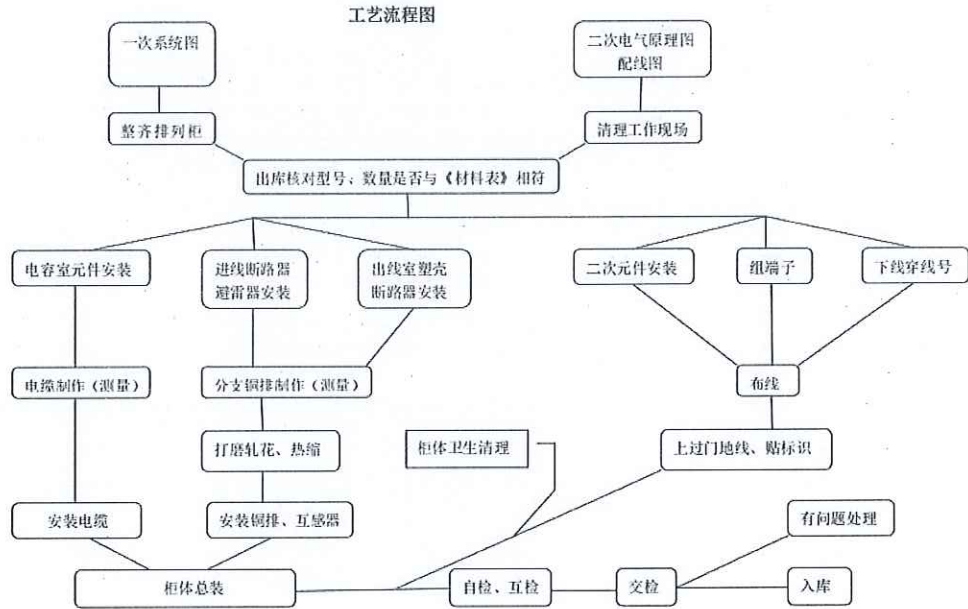 工艺流程图
一次系统图
二次电气原理图
配线图
整齐排列柜
清理工作现场
出库核对型号、数量是否与《材料表》相符
电容室元件安装
进线断路器
避雷器安装
出线室塑壳
断路器安装
二次元件安装
组端子
下线穿线号
电缆制作（测量）
分支铜排制作（测量）
布线
打磨轧花、热缩
柜体卫生清理
上过门地线、贴标识
安装电缆
安装铜排、互感器
有问题处理
柜体总装
自检、互检
交检
入库